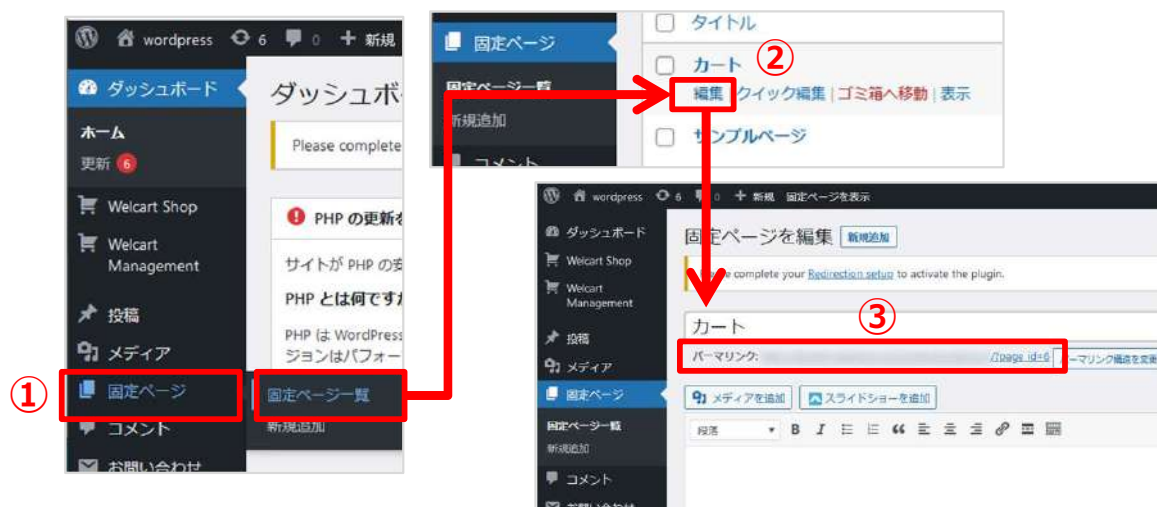 ①
wordpress 6 0 + 新規
ダッシュボード
ホーム
更新 6
Welcart Shop
Welcart
Management
投稿
メディア
固定ページ
コメント
お問い合わせ
固定ページ一覧
新規追加
ダッシュボ
Please complete
PHP の更新を
サイトが PHP の安
PHP とは何ですか
PHP は WordPress
ジョンはパフォー
②
固定ページ
固定ページ一覧
新規追加
コメント
タイトル
カート
編集 | クイック編集 | ゴミ箱へ移動 | 表示
サンプルページ
③
wordpress 6 0 + 新規 固定ページを表示
ダッシュボード
Welcart Shop
Welcart
Management
投稿
メディア
固定ページ
固定ページ一覧
新規追加
コメント
お問い合わせ
固定ページを編集 新規追加
complete your Redirection setup to activate the plugin.
カート
パーマリンク: /?page_id=6 パーマリンク構造を変更
メディアを追加 スライドショーを追加
段落 B I